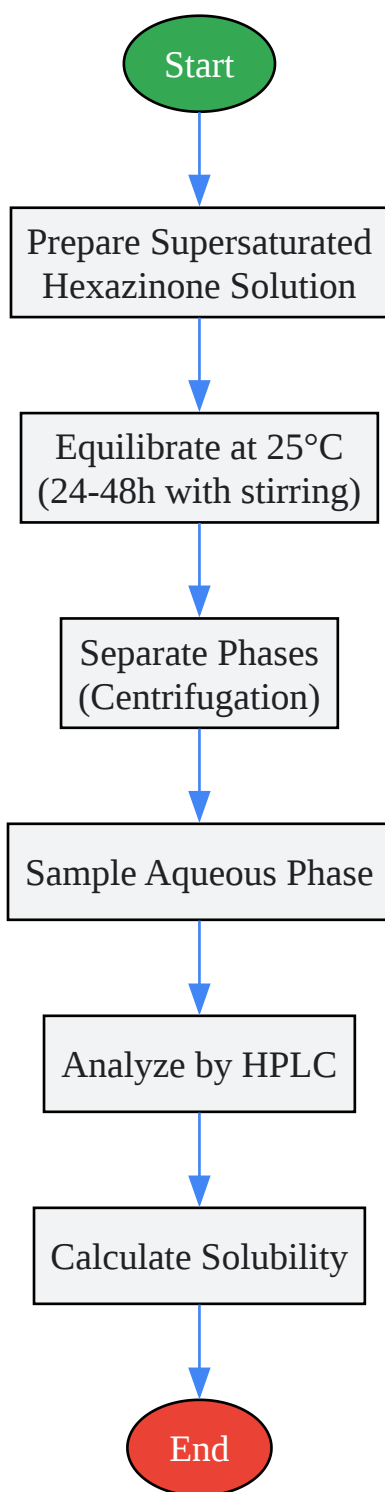 Start
Prepare Supersaturated
Hexazinone Solution
Equilibrate at 25°C
(24-48h with stirring)
Separate Phases
(Centrifugation)
Sample Aqueous Phase
Analyze by HPLC
Calculate Solubility
End